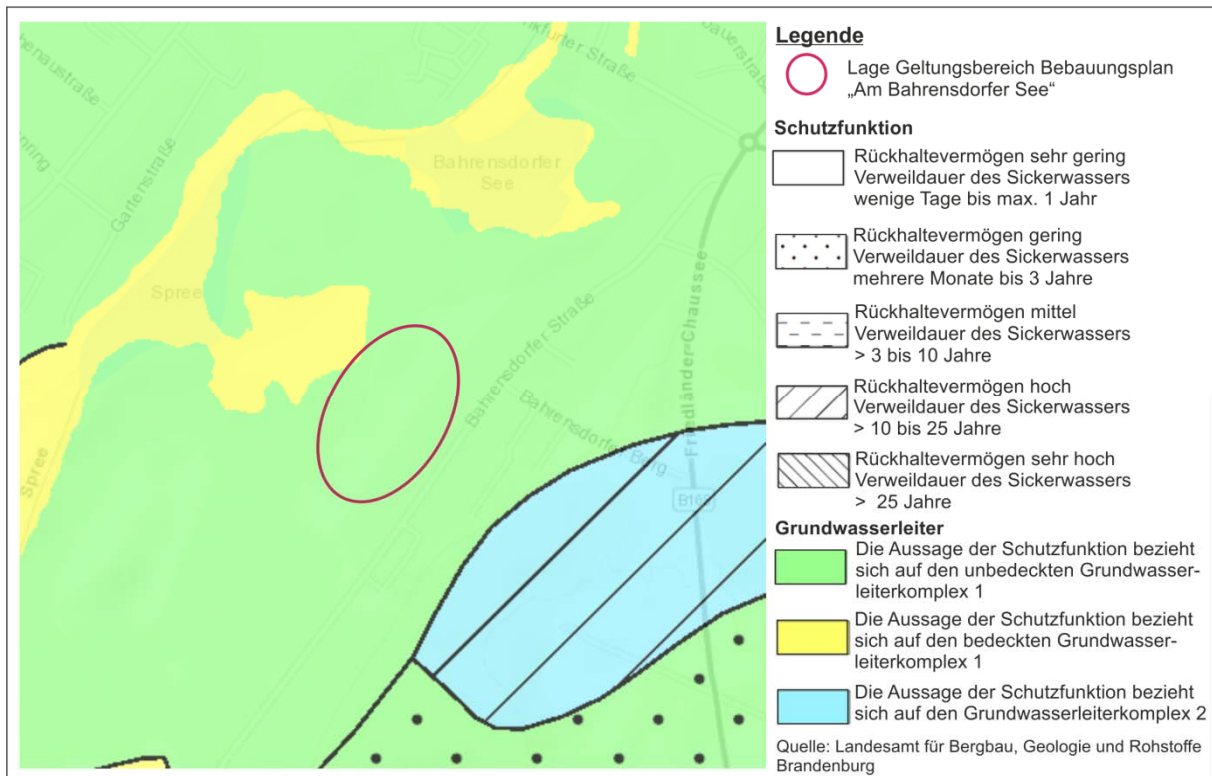 henaustraße
nkfurter Straße
bauerstraße
nring
Gartenstraße
Bahrensdorfer
See
Spree
Friedländer-Chaussee
Bahrensdorfer Straße
Bahrensdorfer Berg
Spree
B168
Legende
Lage Geltungsbereich Bebauungsplan
„Am Bahrensdorfer See“
Schutzfunktion
Rückhaltevermögen sehr gering
Verweildauer des Sickerwassers
wenige Tage bis max. 1 Jahr
Rückhaltevermögen gering
Verweildauer des Sickerwassers
mehrere Monate bis 3 Jahre
Rückhaltevermögen mittel
Verweildauer des Sickerwassers
> 3 bis 10 Jahre
Rückhaltevermögen hoch
Verweildauer des Sickerwassers
> 10 bis 25 Jahre
Rückhaltevermögen sehr hoch
Verweildauer des Sickerwassers
> 25 Jahre
Grundwasserleiter
Die Aussage der Schutzfunktion bezieht
sich auf den unbedeckten Grundwasser-
leiterkomplex 1
Die Aussage der Schutzfunktion bezieht
sich auf den bedeckten Grundwasser-
leiterkomplex 1
Die Aussage der Schutzfunktion bezieht
sich auf den Grundwasserleiterkomplex 2
Quelle: Landesamt für Bergbau, Geologie und Rohstoffe
Brandenburg